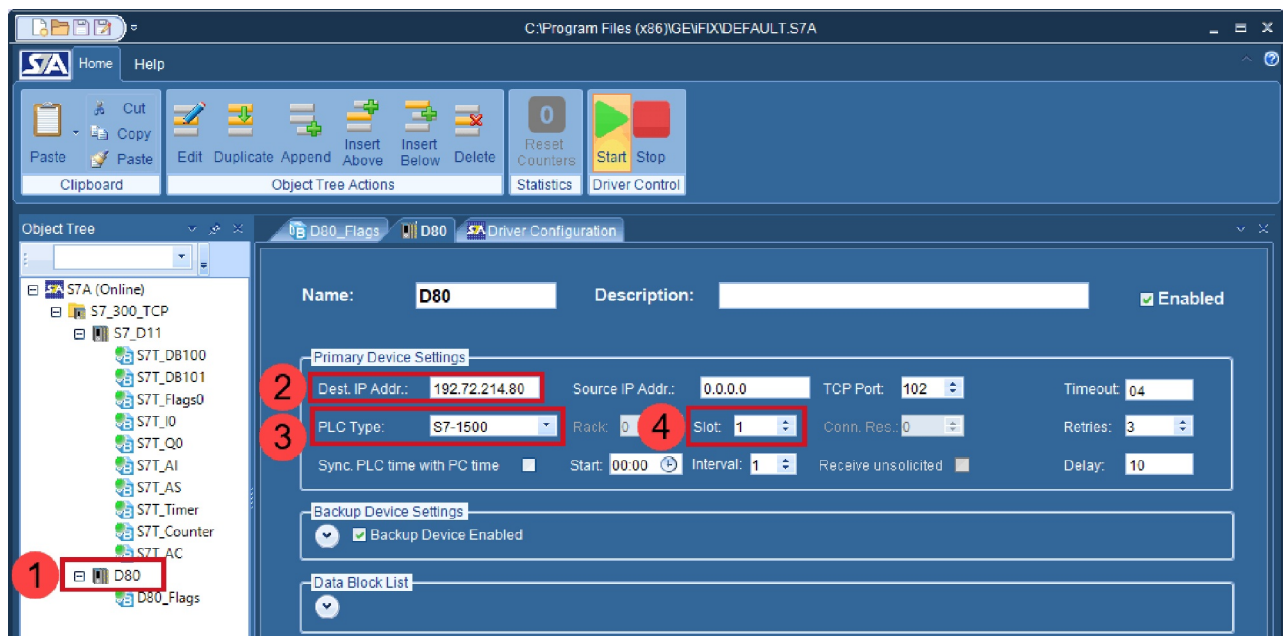 C:\Program Files (x86)\GE\iFIX\DEFAULT.S7A
S7A Home Help
Cut
Copy
Paste
Paste
Edit Duplicate Append Insert Above Insert Below Delete
0
Reset Counters
Start Stop
Clipboard Object Tree Actions Statistics Driver Control
Object Tree
D80_Flags D80 Driver Configuration
S7A (Online)
S7_300_TCP
S7_D11
S7T_DB100
S7T_DB101
S7T_Flags0
S7T_I0
S7T_Q0
S7T_AI
S7T_AS
S7T_Timer
S7T_Counter
S7T_AC
1 D80
D80_Flags
Name: D80 Description: Enabled
Primary Device Settings
2 Dest. IP Addr.: 192.72.214.80 Source IP Addr.: 0.0.0.0 TCP Port: 102 Timeout: 04
3 PLC Type: S7-1500 Rack: 0 4 Slot: 1 Conn. Res.: 0 Retries: 3
Sync. PLC time with PC time Start: 00:00 Interval: 1 Receive unsolicited Delay: 10
Backup Device Settings
Backup Device Enabled
Data Block List